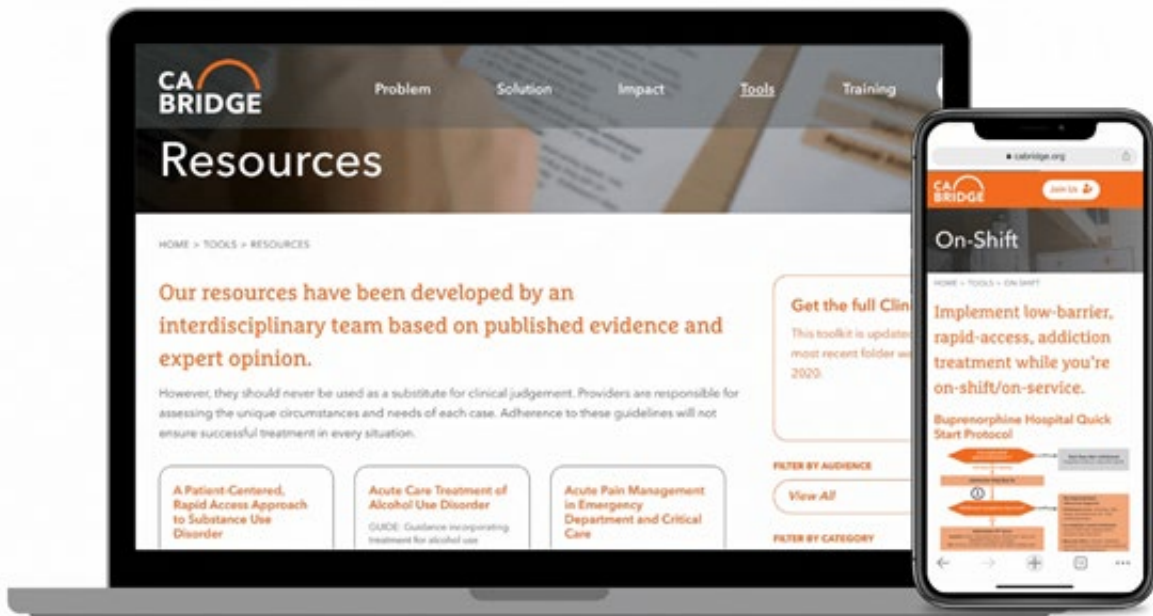 CA
BRIDGE
Problem
Solution
Impact
Tools
Training
Resources
HOME > TOOLS > RESOURCES
Our resources have been developed by an
interdisciplinary team based on published evidence and
expert opinion.
However, they should never be used as a substitute for clinical judgement. Providers are responsible for
assessing the unique circumstances and needs of each case. Adherence to these guidelines will not
ensure successful treatment in every situation.
A Patient-Centered,
Rapid Access Approach
to Substance Use
Disorder
Acute Care Treatment of
Alcohol Use Disorder
GUIDE: Guidance incorporating
treatment for alcohol use
Acute Pain Management
in Emergency
Department and Critical
Care
Get the full Clin
This toolkit is update
most recent folder w
2020.
FILTER BY AUDIENCE
View All
FILTER BY CATEGORY
cabridge.org
CA
BRIDGE
Join Us
On-Shift
HOME > TOOLS > ON-SHIFT
Implement low-barrier,
rapid-access, addiction
treatment while you're
on-shift/on-service.
Buprenorphine Hospital Quick
Start Protocol